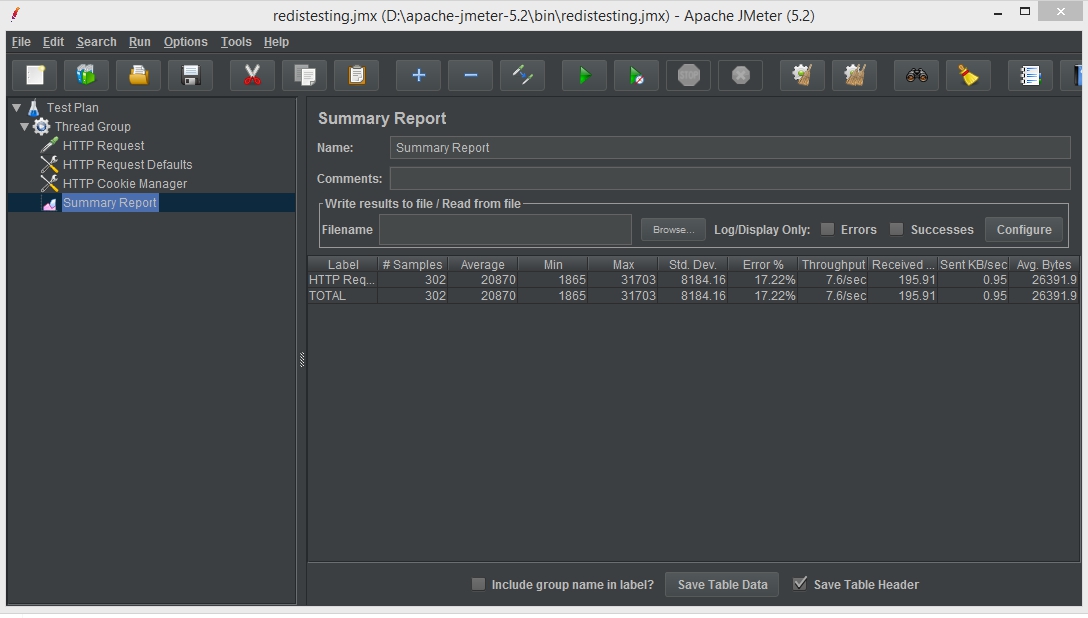 redistesting.jmx (D:\apache-jmeter-5.2\bin\redistesting.jmx) - Apache JMeter (5.2)
File Edit Search Run Options Tools Help
STOP
Test Plan
Thread Group
HTTP Request
HTTP Request Defaults
HTTP Cookie Manager
Summary Report
Summary Report
Name: Summary Report
Comments:
Write results to file / Read from file
Filename Browse... Log/Display Only: Errors Successes Configure
Label # Samples Average Min Max Std. Dev. Error % Throughput Received ... Sent KB/sec Avg. Bytes
HTTP Req... 302 20870 1865 31703 8184.16 17.22% 7.6/sec 195.91 0.95 26391.9
TOTAL 302 20870 1865 31703 8184.16 17.22% 7.6/sec 195.91 0.95 26391.9
Include group name in label? Save Table Data Save Table Header